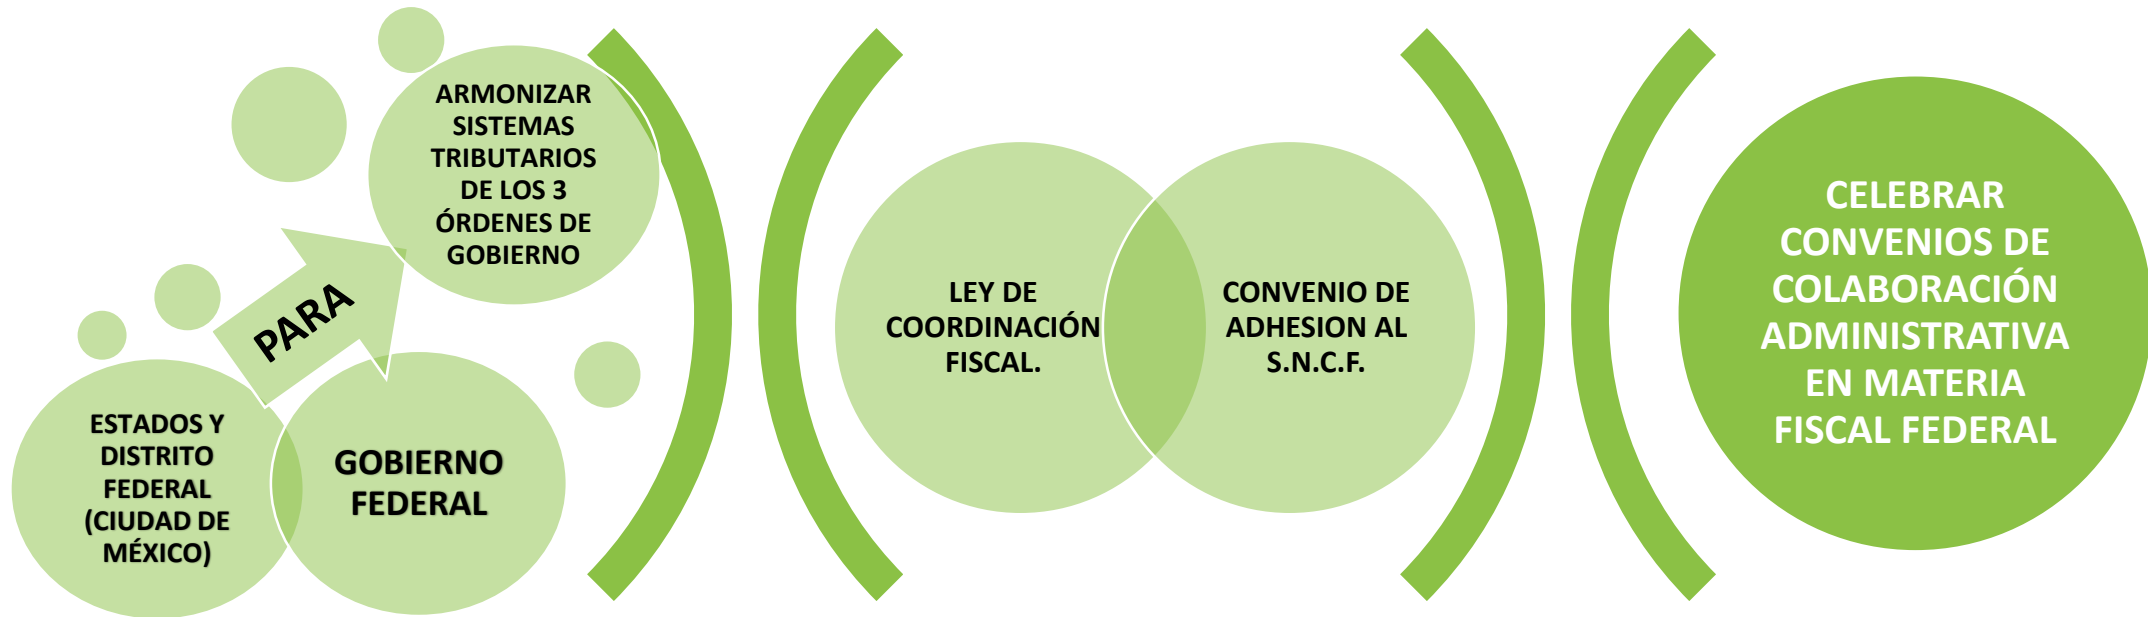 ARMONIZAR
SISTEMAS
TRIBUTARIOS
DE LOS 3
ÓRDENES DE
GOBIERNO
PARA
ESTADOS Y
DISTRITO
FEDERAL
(CIUDAD DE
MÉXICO)
GOBIERNO
FEDERAL
LEY DE
COORDINACIÓN
FISCAL.
CONVENIO DE
ADHESION AL
S.N.C.F.
CELEBRAR
CONVENIOS DE
COLABORACIÓN
ADMINISTRATIVA
EN MATERIA
FISCAL FEDERAL